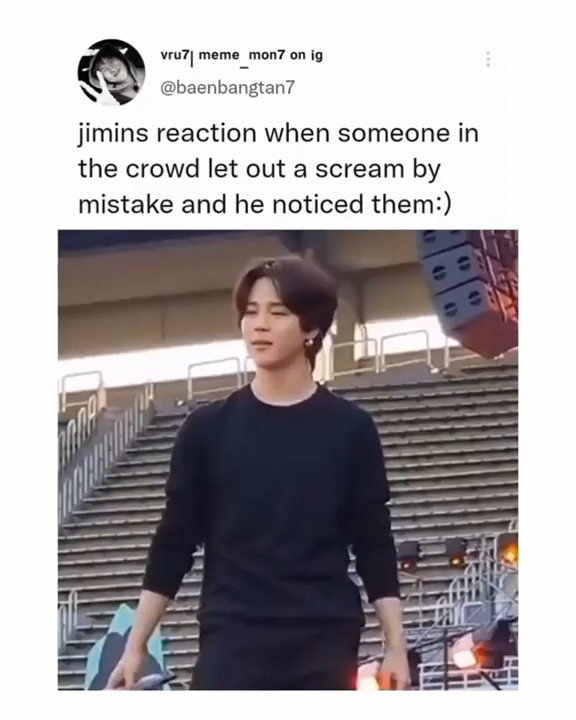 vru7| meme_mon7 on ig
@baenbangtan7
jimins reaction when someone in
the crowd let out a scream by
mistake and he noticed them:)